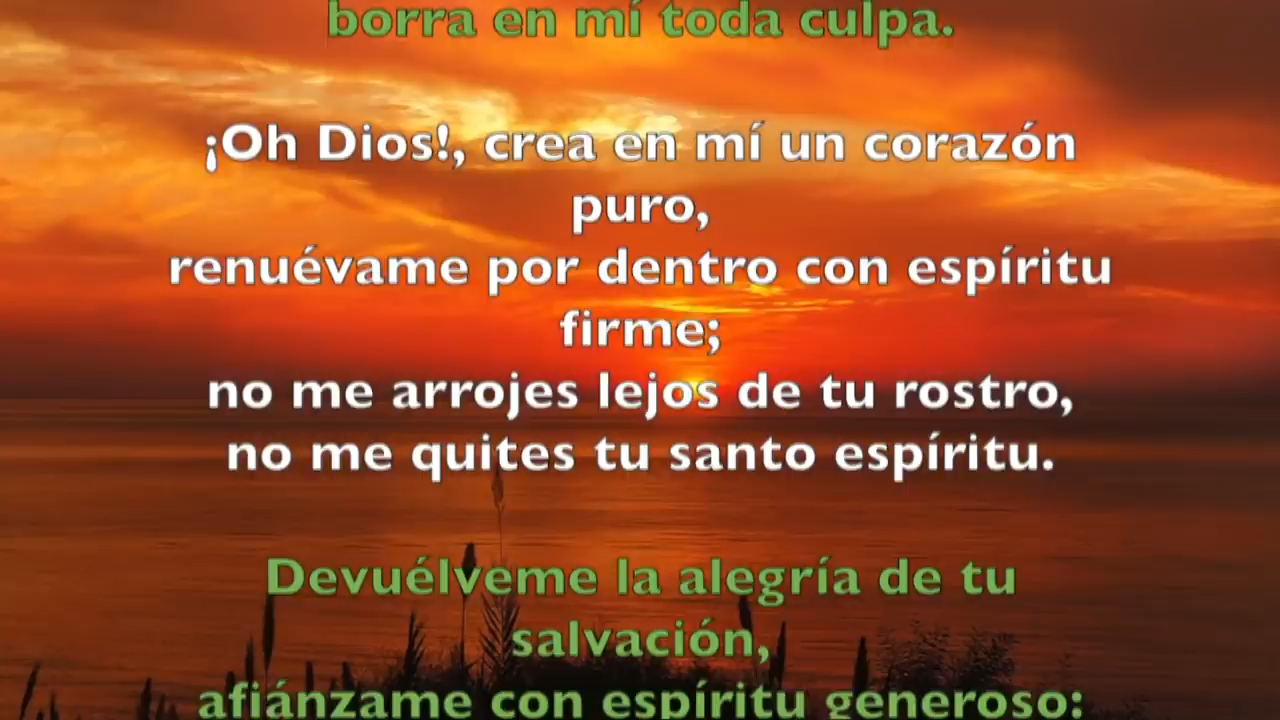 borra en mí toda culpa.
¡Oh Dios!, crea en mí un corazón
puro,
renuévame por dentro con espíritu
firme;
no me arrojes lejos de tu rostro,
no me quites tu santo espíritu.
Devuélveme la alegría de tu
salvación,
afiánzame con espíritu generoso: